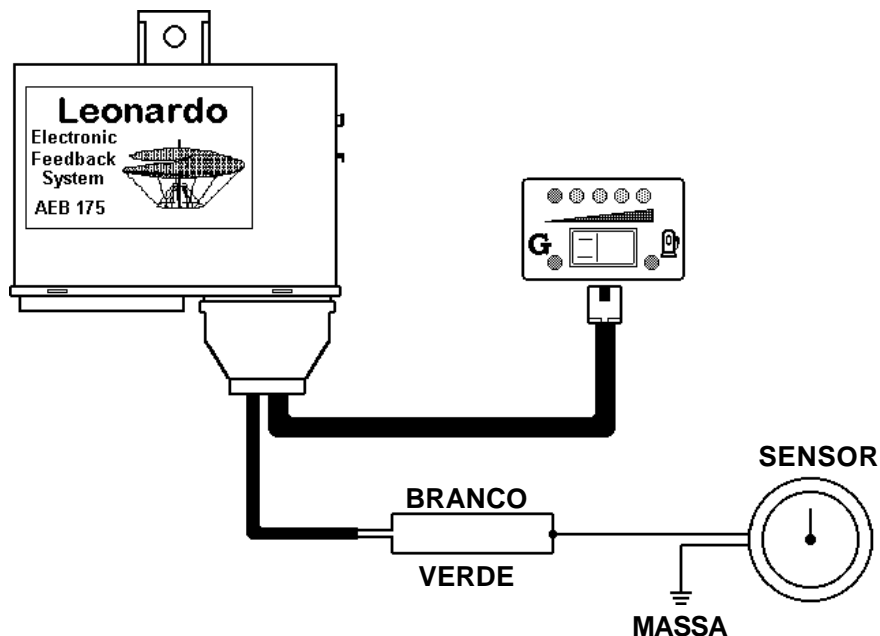 Leonardo
Electronic
Feedback
System
AEB 175
G
SENSOR
BRANCO
VERDE
MASSA